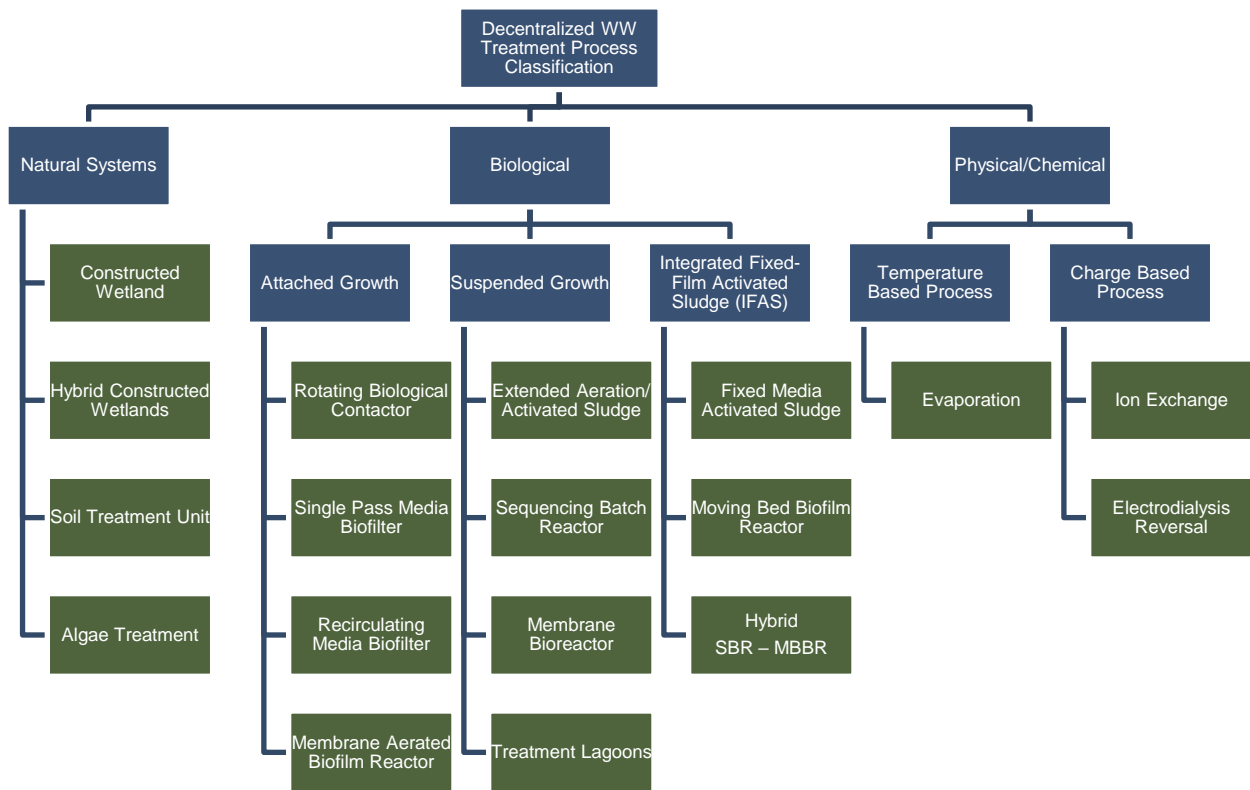 Decentralized WW
Treatment Process
Classification
Natural Systems
Biological
Physical/Chemical
Constructed
Wetland
Hybrid Constructed
Wetlands
Soil Treatment Unit
Algae Treatment
Attached Growth
Suspended Growth
Integrated Fixed-
Film Activated
Sludge (IFAS)
Temperature
Based Process
Charge Based
Process
Rotating Biological
Contactor
Single Pass Media
Biofilter
Recirculating
Media Biofilter
Membrane Aerated
Biofilm Reactor
Extended Aeration/
Activated Sludge
Sequencing Batch
Reactor
Membrane
Bioreactor
Treatment Lagoons
Fixed Media
Activated Sludge
Moving Bed Biofilm
Reactor
Hybrid
SBR – MBBR
Evaporation
Ion Exchange
Electrodialysis
Reversal